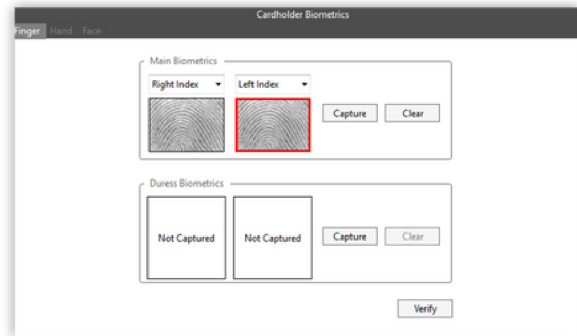 Cardholder Biometrics
Finger Hand Face
Main Biometrics
Right Index Left Index
Capture Clear
Duress Biometrics
Not Captured Not Captured
Capture Clear
Verify